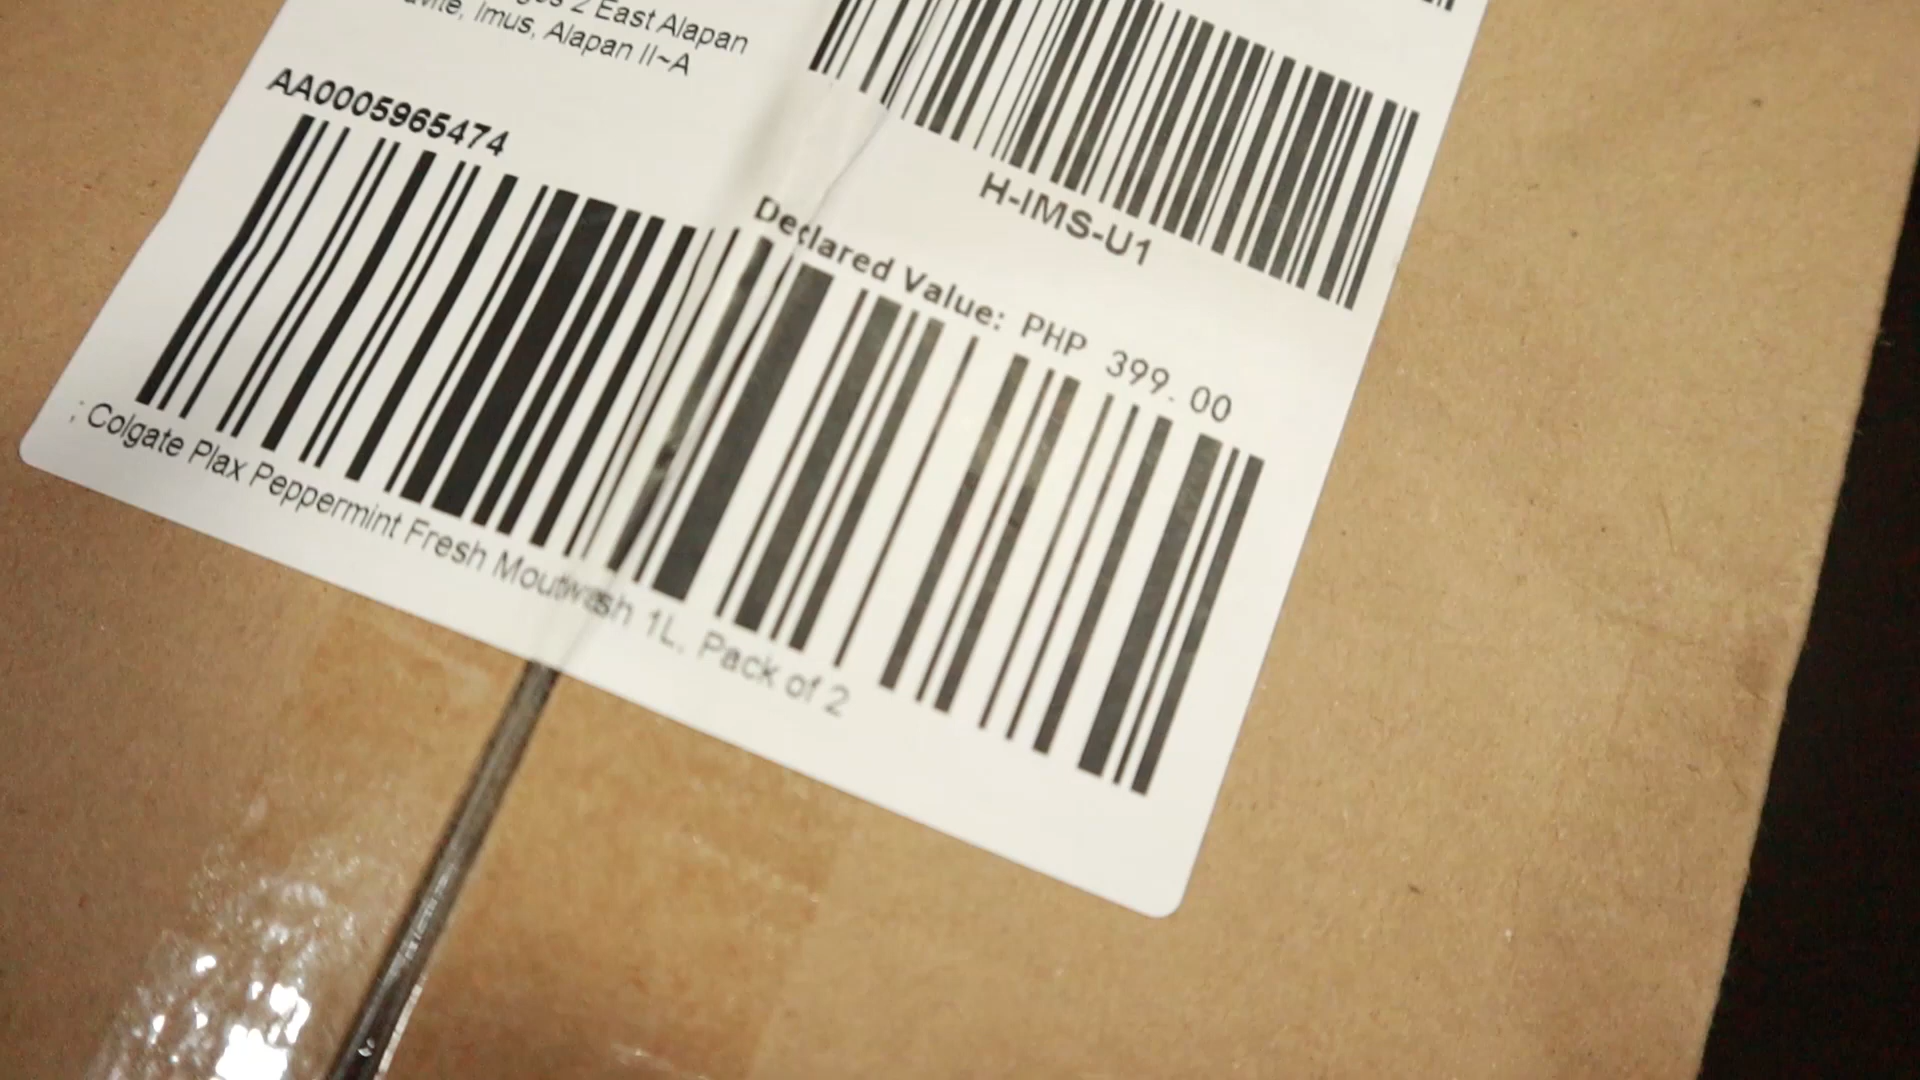 2 East Alapan
Imus, Alapan II~A
AA0005965474
H-IMS-U1
Declared Value: PHP 399.00
; Colgate Plax Peppermint Fresh Mouthwash 1L. Pack of 2